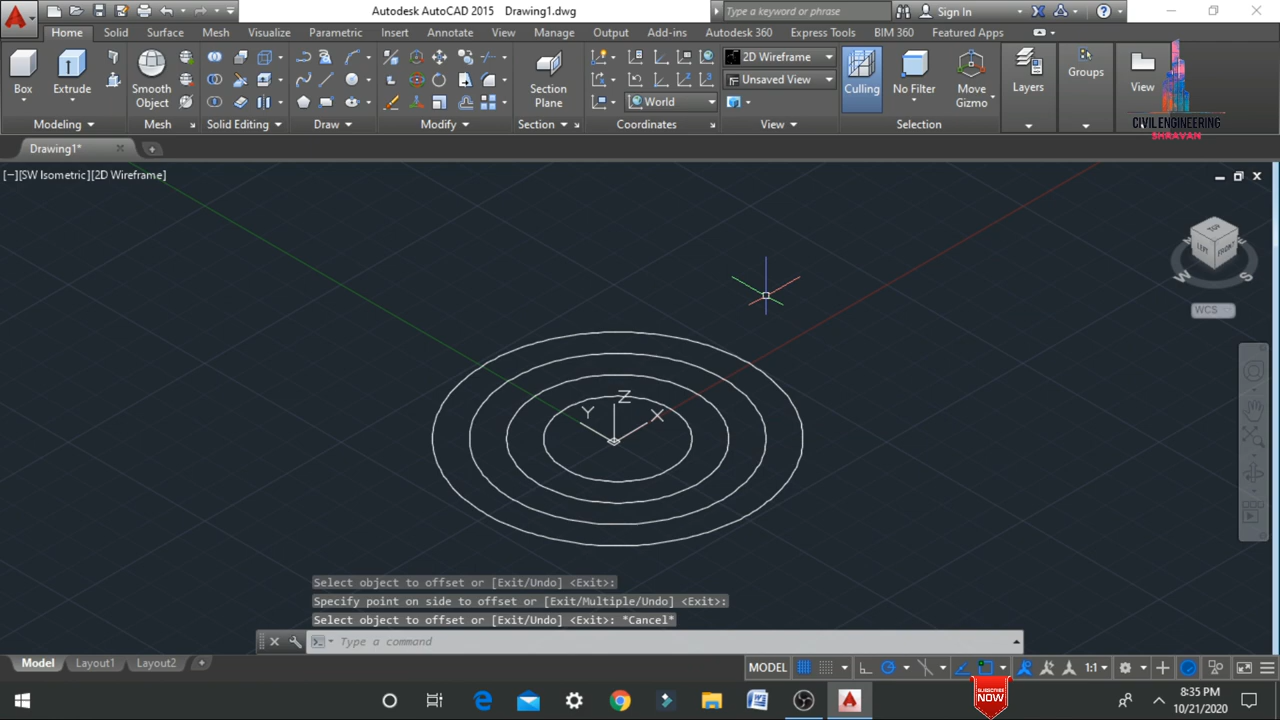 Autodesk AutoCAD 2015 Drawing1.dwg
Type a keyword or phrase
Sign In
Home Solid Surface Mesh Visualize Parametric Insert Annotate View Manage Output Add-ins Autodesk 360 Express Tools BIM 360 Featured Apps
Box
Extrude
Smooth
Object
Section
Plane
World
2D Wireframe
Unsaved View
Culling
No Filter
Move
Gizmo
Layers
Groups
View
Modeling
Mesh
Solid Editing
Draw
Modify
Section
Coordinates
View
Selection
CIVIL ENGINEERING
SHRAVAN
Drawing1*
[−][SW Isometric][2D Wireframe]
TOP
LEFT
FRONT
N
E
W
S
WCS
Z
Y
X
Select object to offset or [Exit/Undo] <Exit>:
Specify point on side to offset or [Exit/Multiple/Undo] <Exit>:
Select object to offset or [Exit/Undo] <Exit>: *Cancel*
Type a command
Model Layout1 Layout2
MODEL
1:1
SUBSCRIBE
NOW
8:35 PM
10/21/2020